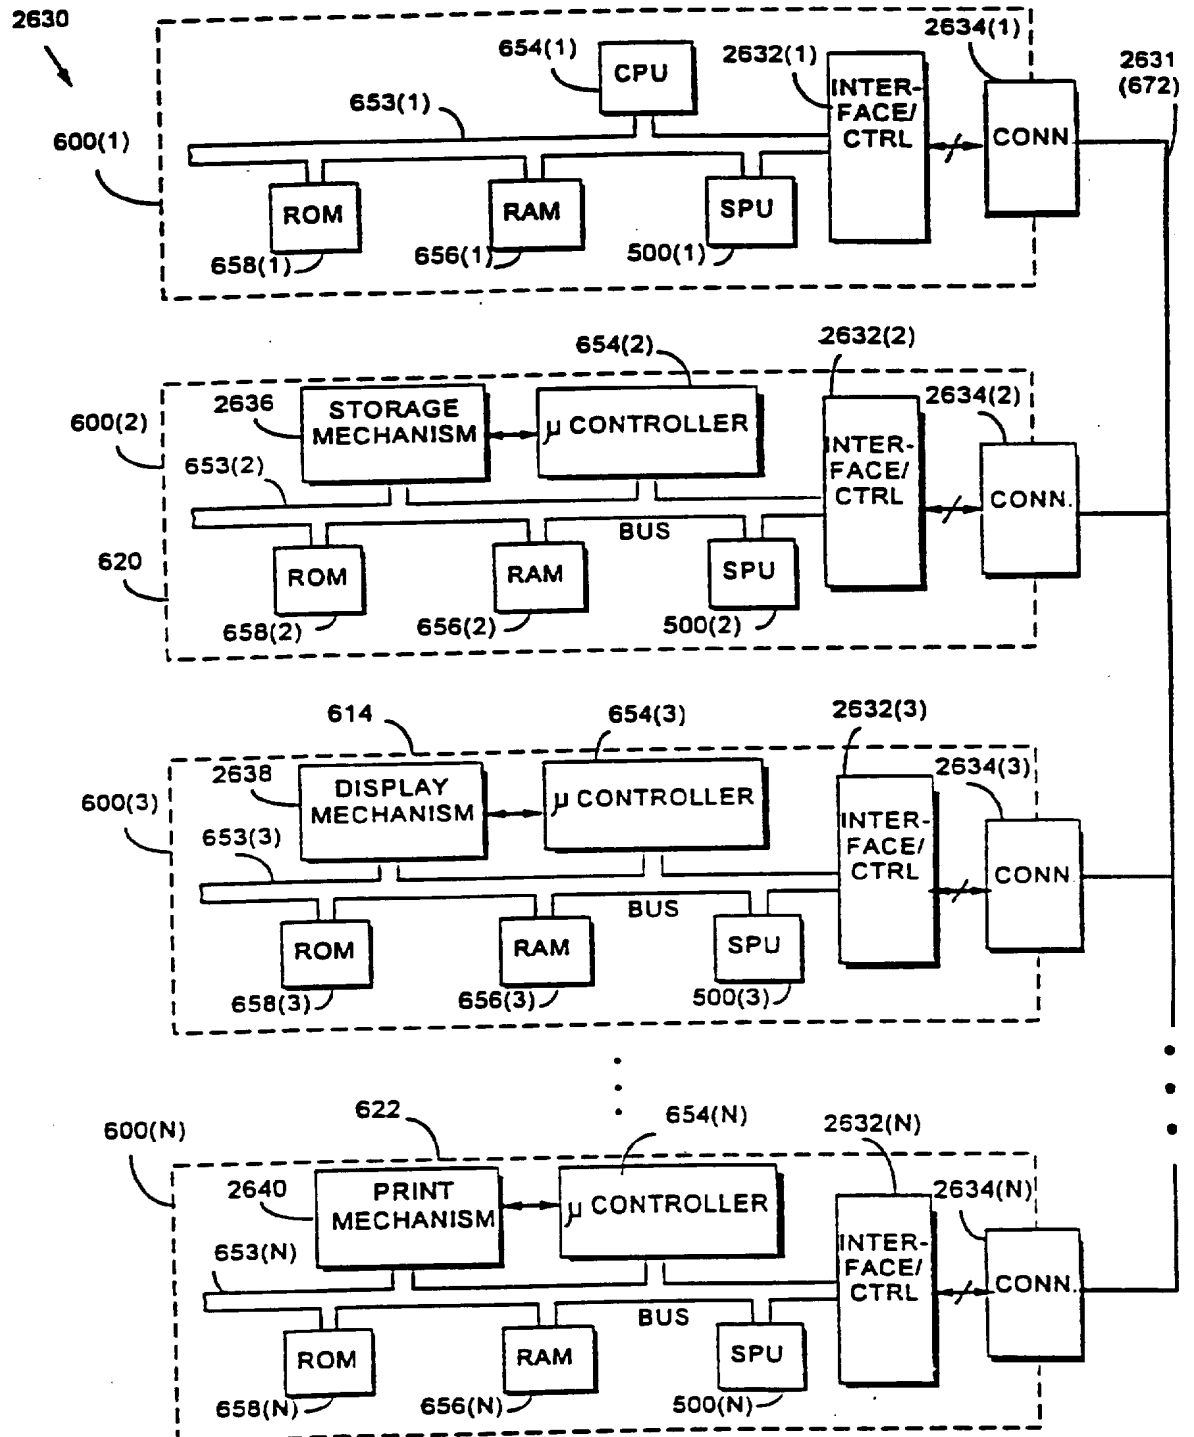 2630
654(1)
2632(1)
2634(1)
2631
(672)
CPU
INTER-
FACE/
CTRL
CONN
653(1)
600(1)
ROM
RAM
SPU
658(1)
656(1)
500(1)
654(2)
2632(2)
2634(2)
600(2)
2636
STORAGE
MECHANISM
μ CONTROLLER
INTER-
FACE/
CTRL
CONN.
653(2)
BUS
620
ROM
RAM
SPU
658(2)
656(2)
500(2)
614
654(3)
2632(3)
2634(3)
600(3)
2638
DISPLAY
MECHANISM
μ CONTROLLER
INTER-
FACE/
CTRL
CONN.
653(3)
BUS
ROM
RAM
SPU
658(3)
656(3)
500(3)
622
654(N)
2632(N)
2634(N)
600(N)
2640
PRINT
MECHANISM
μ CONTROLLER
INTER-
FACE/
CTRL
CONN.
653(N)
BUS
ROM
RAM
SPU
658(N)
656(N)
500(N)